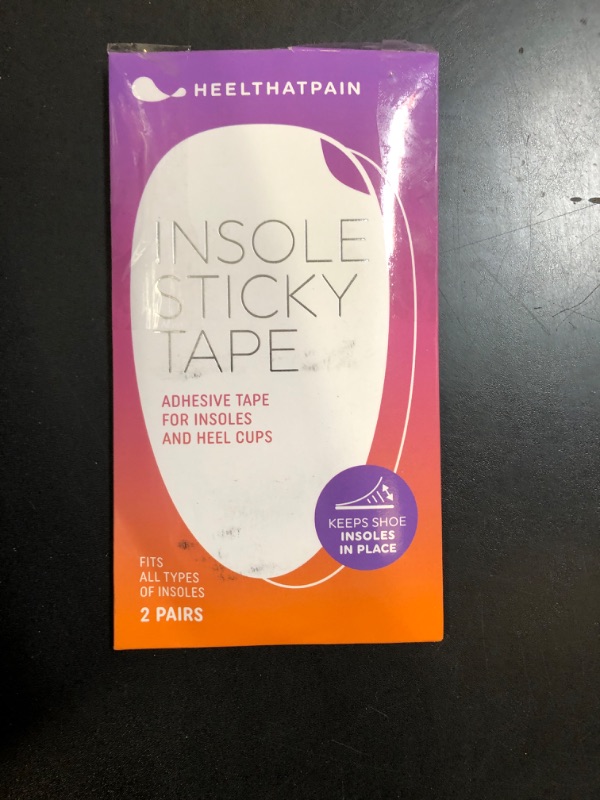 HEELTHATPAIN
INSOLE
STICKY
TAPE
ADHESIVE TAPE
FOR INSOLES
AND HEEL CUPS
KEEPS SHOE
INSOLES
IN PLACE
FITS
ALL TYPES
OF INSOLES
2 PAIRS